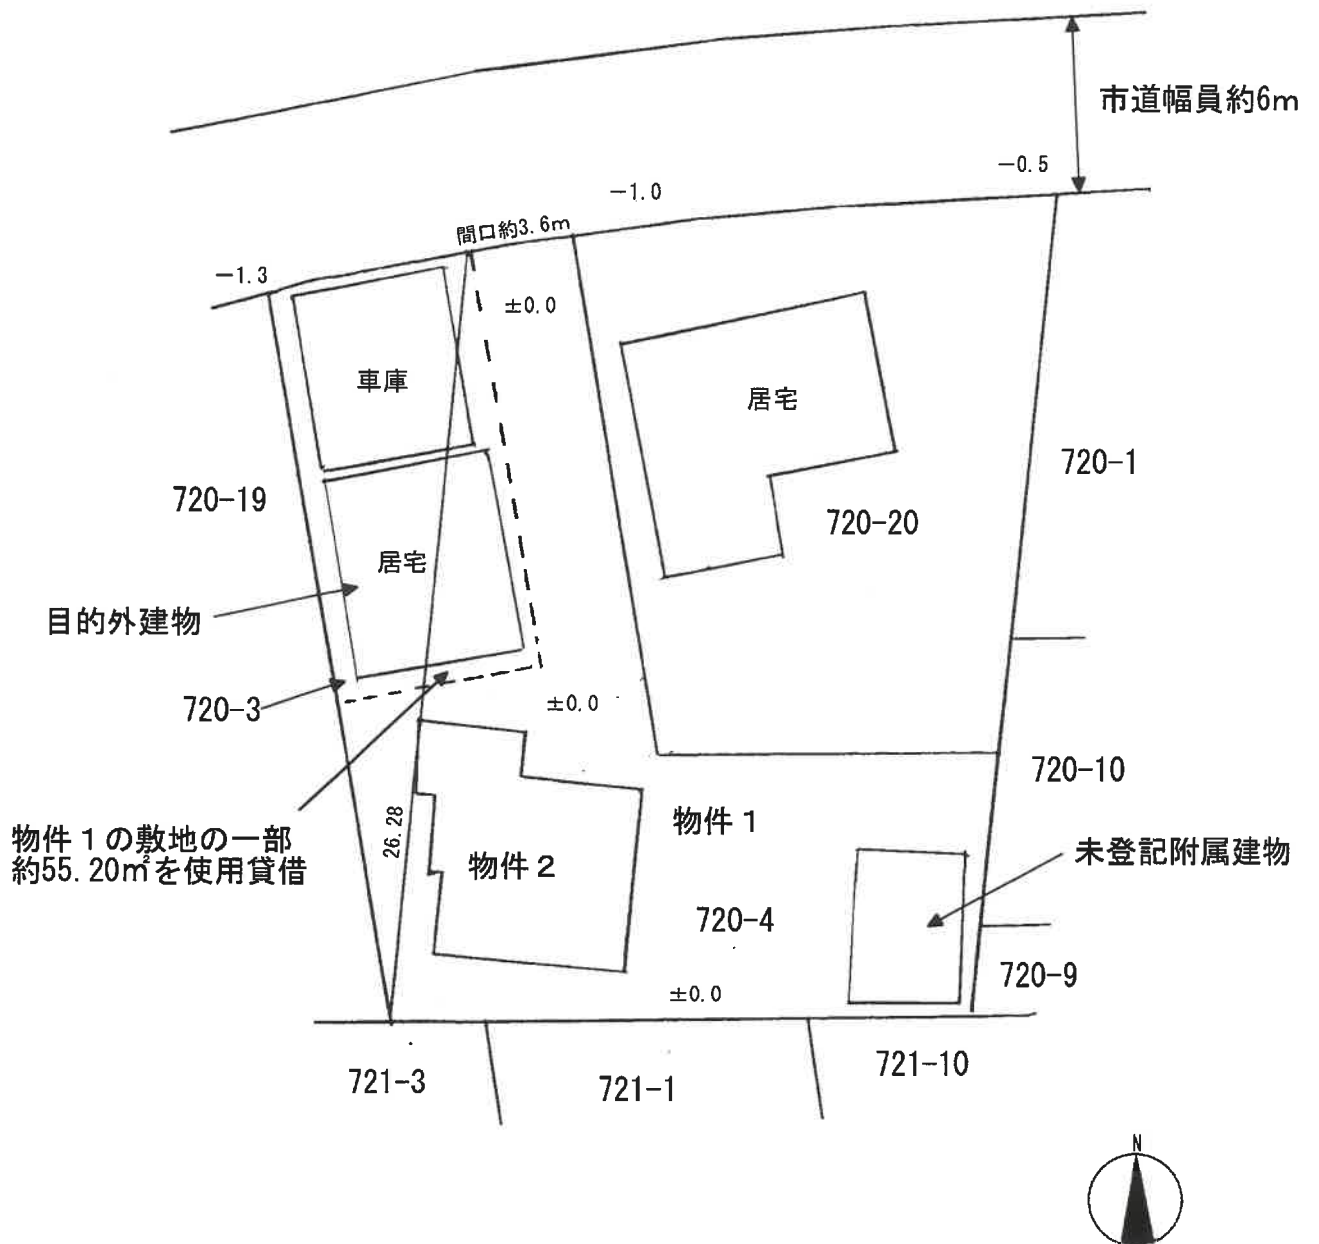 市道幅員約6m
-0.5
-1.0
間口約3.6m
-1.3
±0.0
車庫
居宅
720-1
720-19
720-20
居宅
目的外建物
720-3
±0.0
720-10
物件1
26.28
物件1の敷地の一部
約55.20㎡を使用貸借
未登記附属建物
物件2
720-4
720-9
±0.0
721-3
721-1
721-10
N